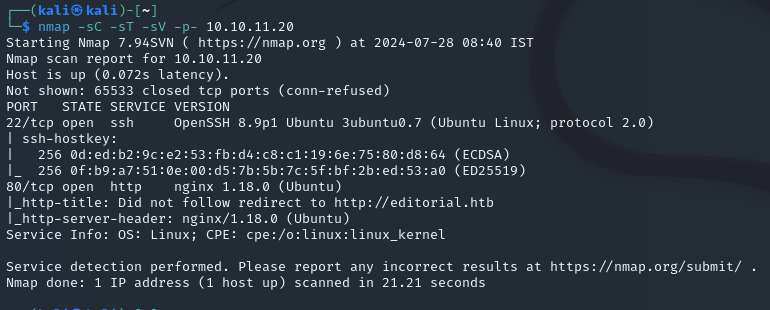 ┌──(kali㉿kali)-[~]
└─$ nmap -sC -sT -sV -p- 10.10.11.20
Starting Nmap 7.94SVN ( https://nmap.org ) at 2024-07-28 08:40 IST
Nmap scan report for 10.10.11.20
Host is up (0.072s latency).
Not shown: 65533 closed tcp ports (conn-refused)
PORT   STATE SERVICE VERSION
22/tcp open  ssh     OpenSSH 8.9p1 Ubuntu 3ubuntu0.7 (Ubuntu Linux; protocol 2.0)
| ssh-hostkey:
|   256 0d:ed:b2:9c:e2:53:fb:d4:c8:c1:19:6e:75:80:d8:64 (ECDSA)
|_  256 0f:b9:a7:51:0e:00:d5:7b:5b:7c:5f:bf:2b:ed:53:a0 (ED25519)
80/tcp open  http    nginx 1.18.0 (Ubuntu)
|_http-title: Did not follow redirect to http://editorial.htb
|_http-server-header: nginx/1.18.0 (Ubuntu)
Service Info: OS: Linux; CPE: cpe:/o:linux:linux_kernel

Service detection performed. Please report any incorrect results at https://nmap.org/submit/ .
Nmap done: 1 IP address (1 host up) scanned in 21.21 seconds